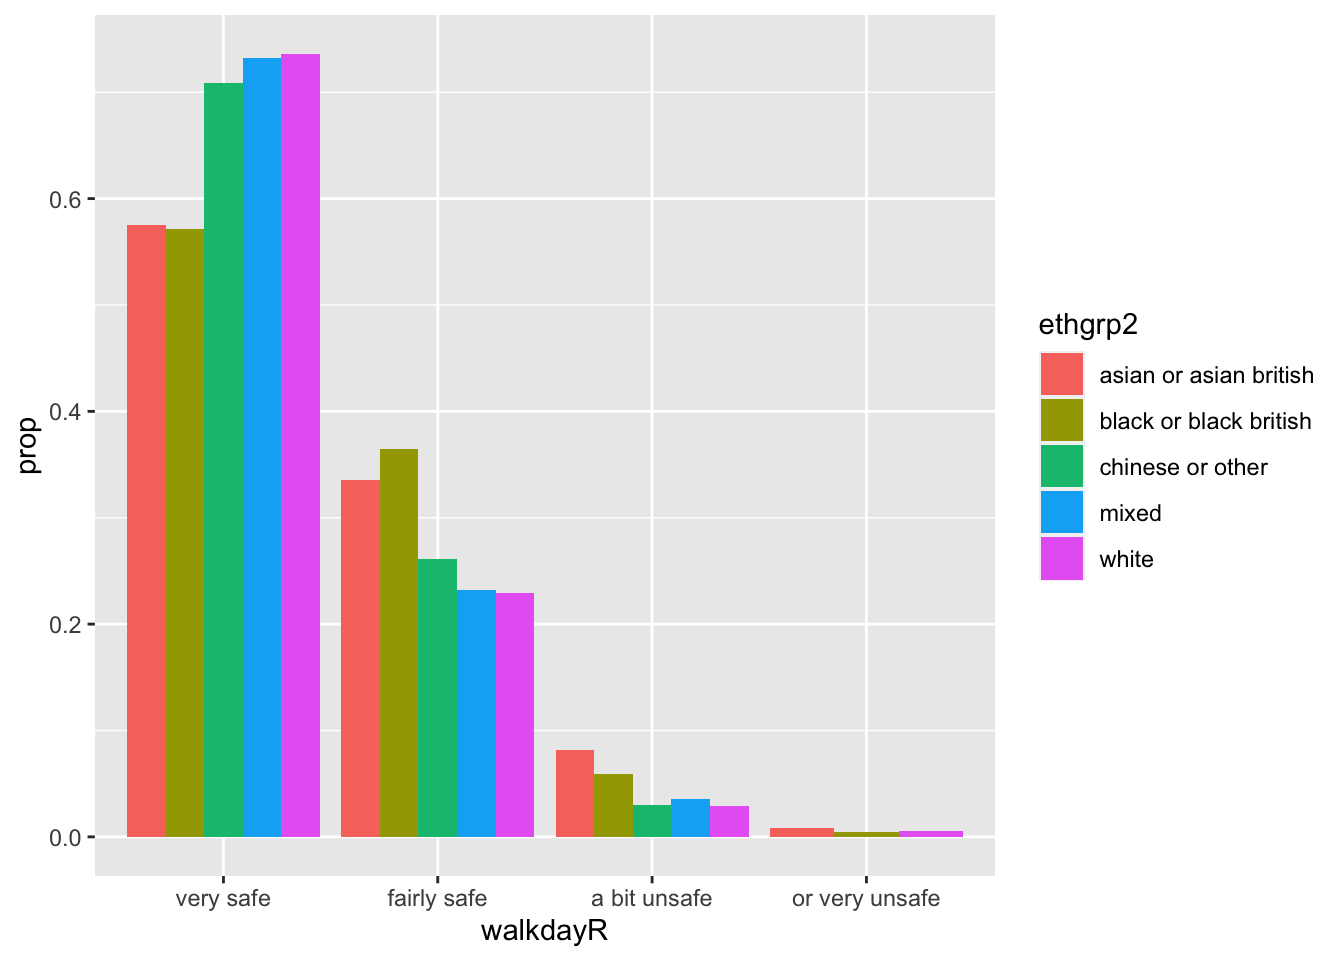 prop
0.6
0.4
0.2
0.0
very safe
fairly safe
a bit unsafe
or very unsafe
walkdayR
ethgrp2
asian or asian british
black or black british
chinese or other
mixed
white